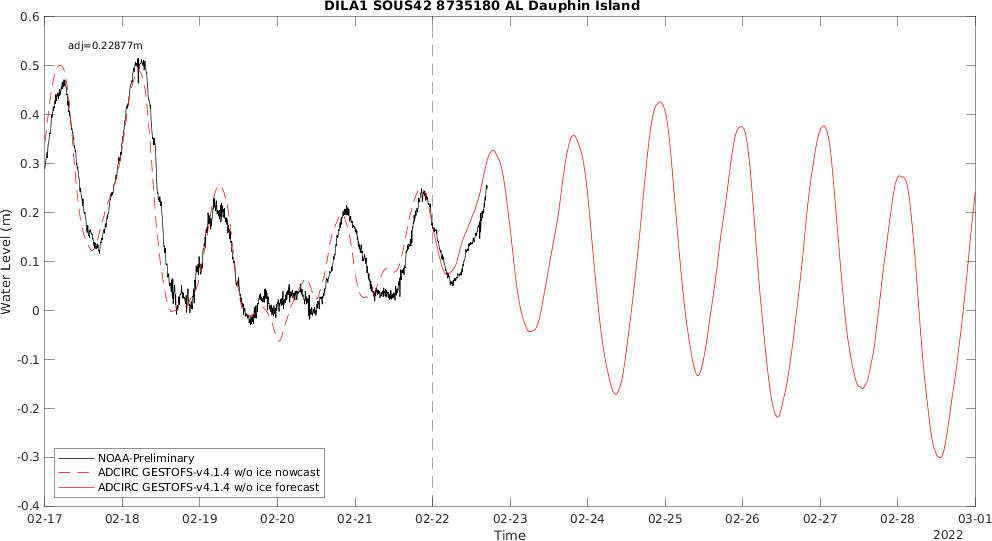 DILA1 SOUS42 8735180 AL Dauphin Island
adj=0.22877m
0.6
0.5
0.4
0.3
0.2
0.1
0
-0.1
-0.2
-0.3
-0.4
Water Level (m)
NOAA-Preliminary
ADCIRC GESTOFS-v4.1.4 w/o ice nowcast
ADCIRC GESTOFS-v4.1.4 w/o ice forecast
02-17 02-18 02-19 02-20 02-21 02-22 02-23 02-24 02-25 02-26 02-27 02-28 03-01
Time
2022